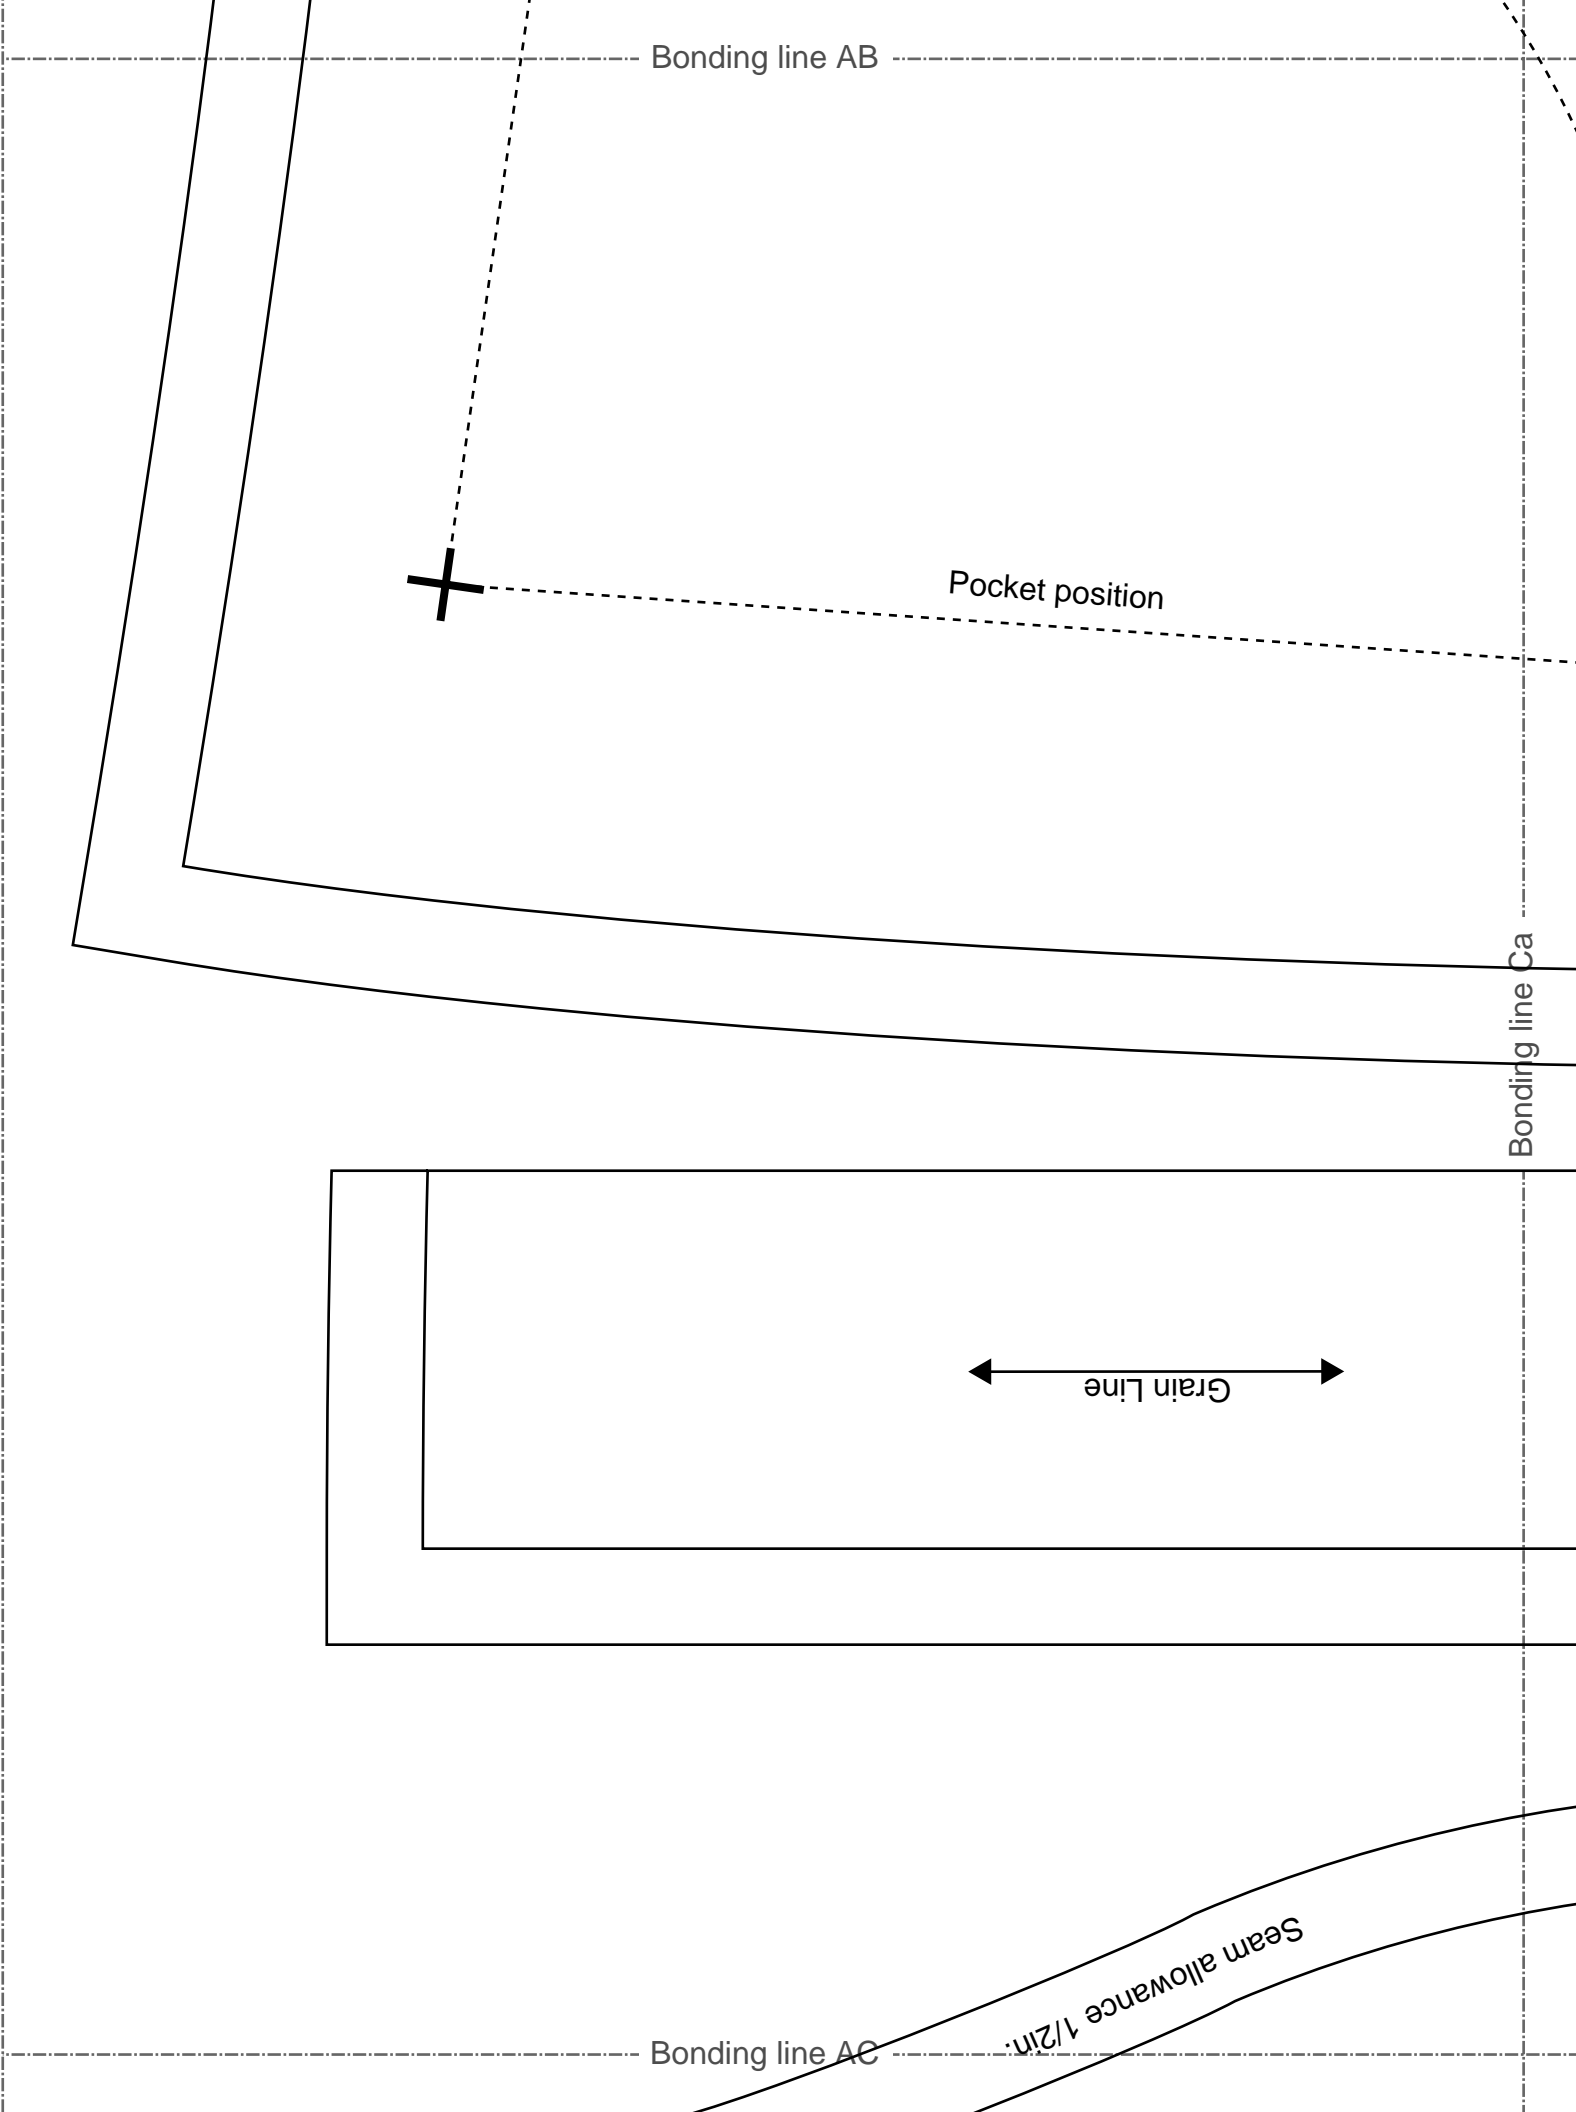 Bonding line AB
Pocket position
Bonding line Ca
Grain Line
Seam allowance 1/2in.
Bonding line AC